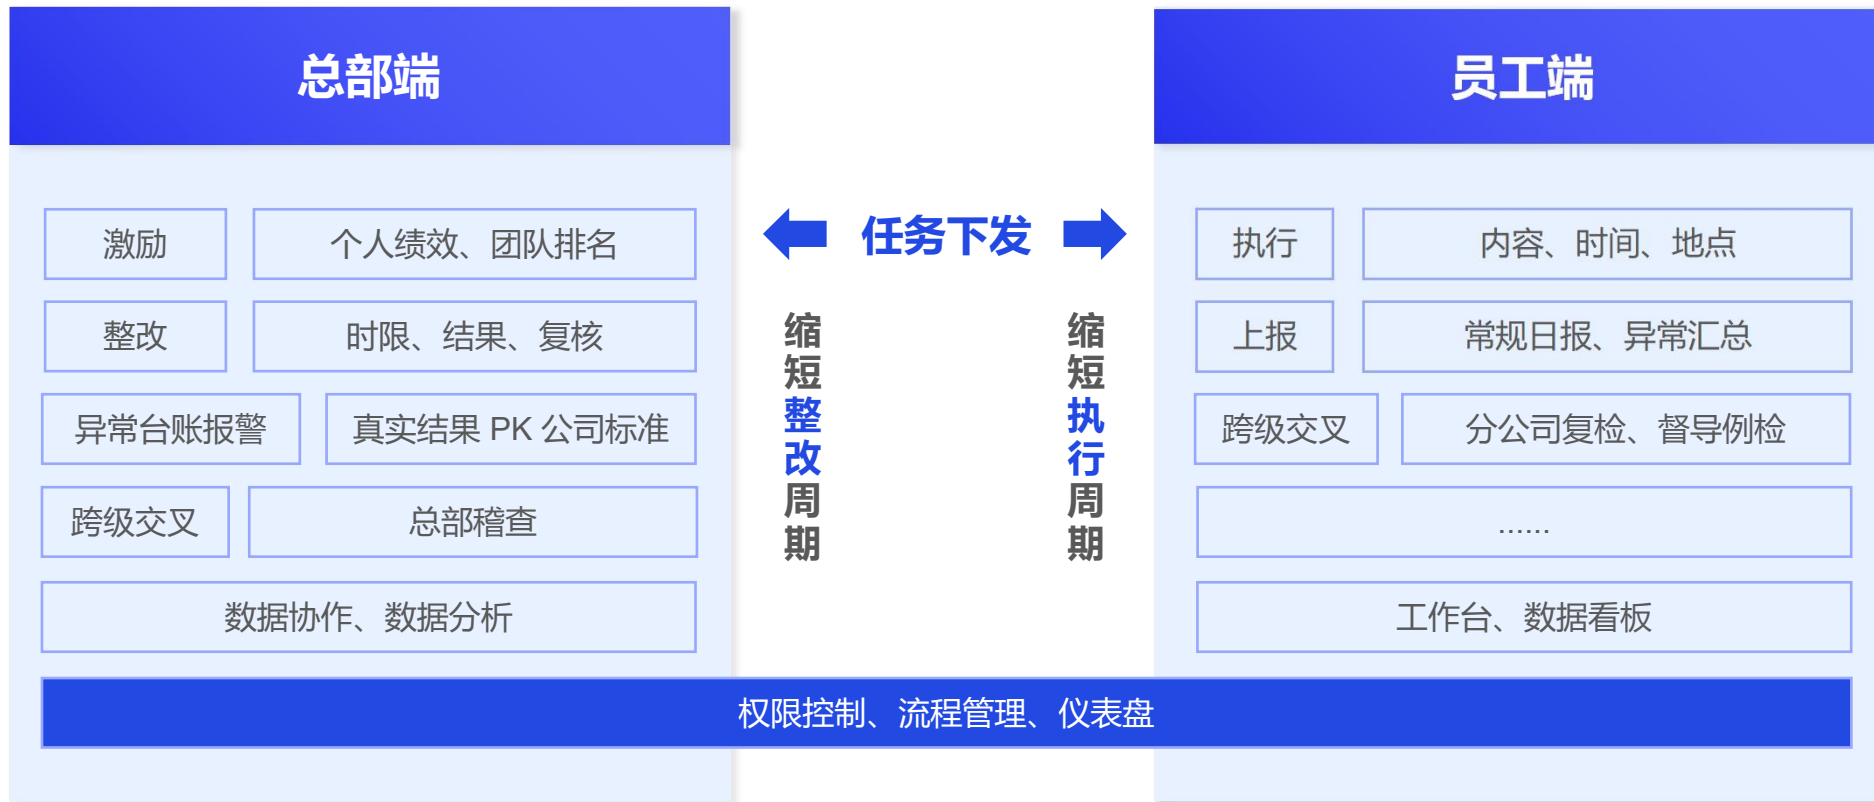 总部端
激励
个人绩效、团队排名
整改
时限、结果、复核
异常台账报警
真实结果 PK 公司标准
跨级交叉
总部稽查
数据协作、数据分析
任务下发
缩短整改周期
缩短执行周期
员工端
执行
内容、时间、地点
上报
常规日报、异常汇总
跨级交叉
分公司复检、督导例检
......
工作台、数据看板
权限控制、流程管理、仪表盘